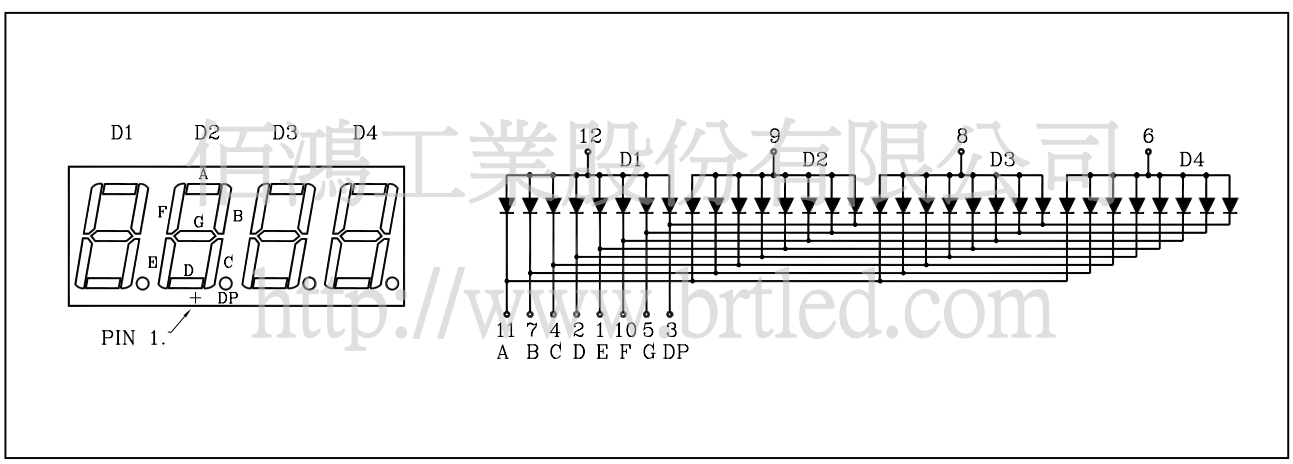 佰鴻工業股份有限公司
http://www.brtled.com
D1 D2 D3 D4
A
F B
G
E C
D
+ DP
PIN 1.
12 9 8 6
D1 D2 D3 D4
11 7 4 2 1 10 5 3
A B C D E F G DP